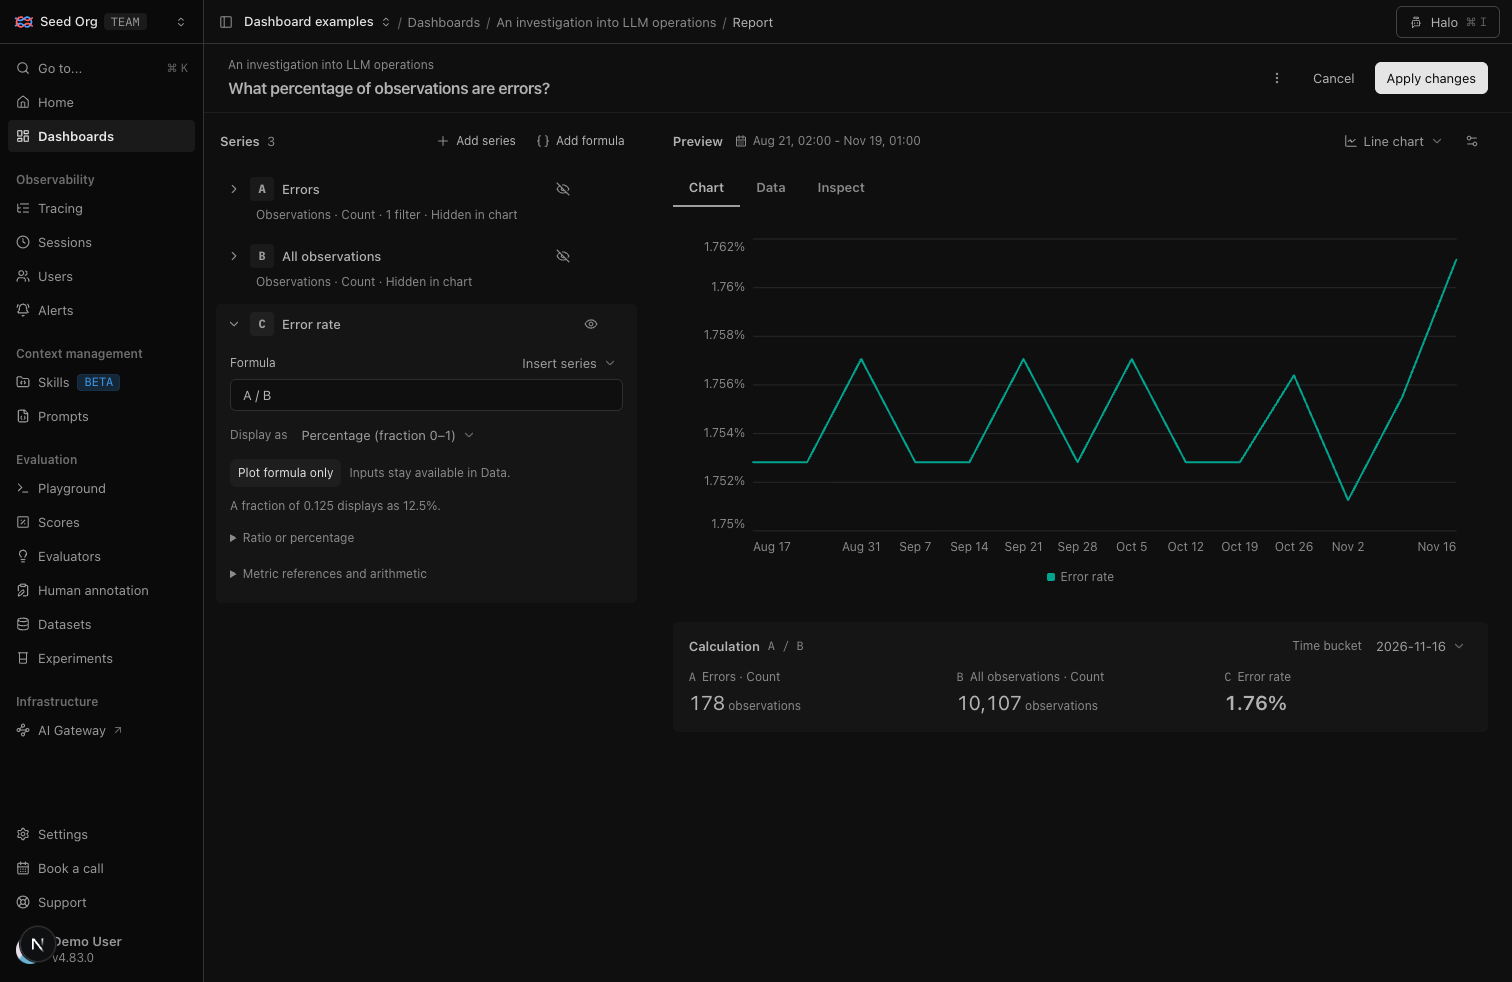 Seed Org TEAM
Go to... ⌘ K
Home
Dashboards
Observability
Tracing
Sessions
Users
Alerts
Context management
Skills BETA
Prompts
Evaluation
Playground
Scores
Evaluators
Human annotation
Datasets
Experiments
Infrastructure
AI Gateway
Settings
Book a call
Support
N
Demo User
v4.83.0
Dashboard examples / Dashboards / An investigation into LLM operations / Report
Halo ⌘ I
An investigation into LLM operations
What percentage of observations are errors?
Cancel
Apply changes
Series 3
Add series
{} Add formula
A Errors
Observations · Count · 1 filter · Hidden in chart
B All observations
Observations · Count · Hidden in chart
C Error rate
Formula
Insert series
A / B
Display as Percentage (fraction 0–1)
Plot formula only Inputs stay available in Data.
A fraction of 0.125 displays as 12.5%.
Ratio or percentage
Metric references and arithmetic
Preview Aug 21, 02:00 - Nov 19, 01:00
Line chart
Chart Data Inspect
1.762%
1.76%
1.758%
1.756%
1.754%
1.752%
1.75%
Aug 17 Aug 31 Sep 7 Sep 14 Sep 21 Sep 28 Oct 5 Oct 12 Oct 19 Oct 26 Nov 2 Nov 16
Error rate
Calculation A / B
Time bucket 2026-11-16
A Errors · Count
178 observations
B All observations · Count
10,107 observations
C Error rate
1.76%